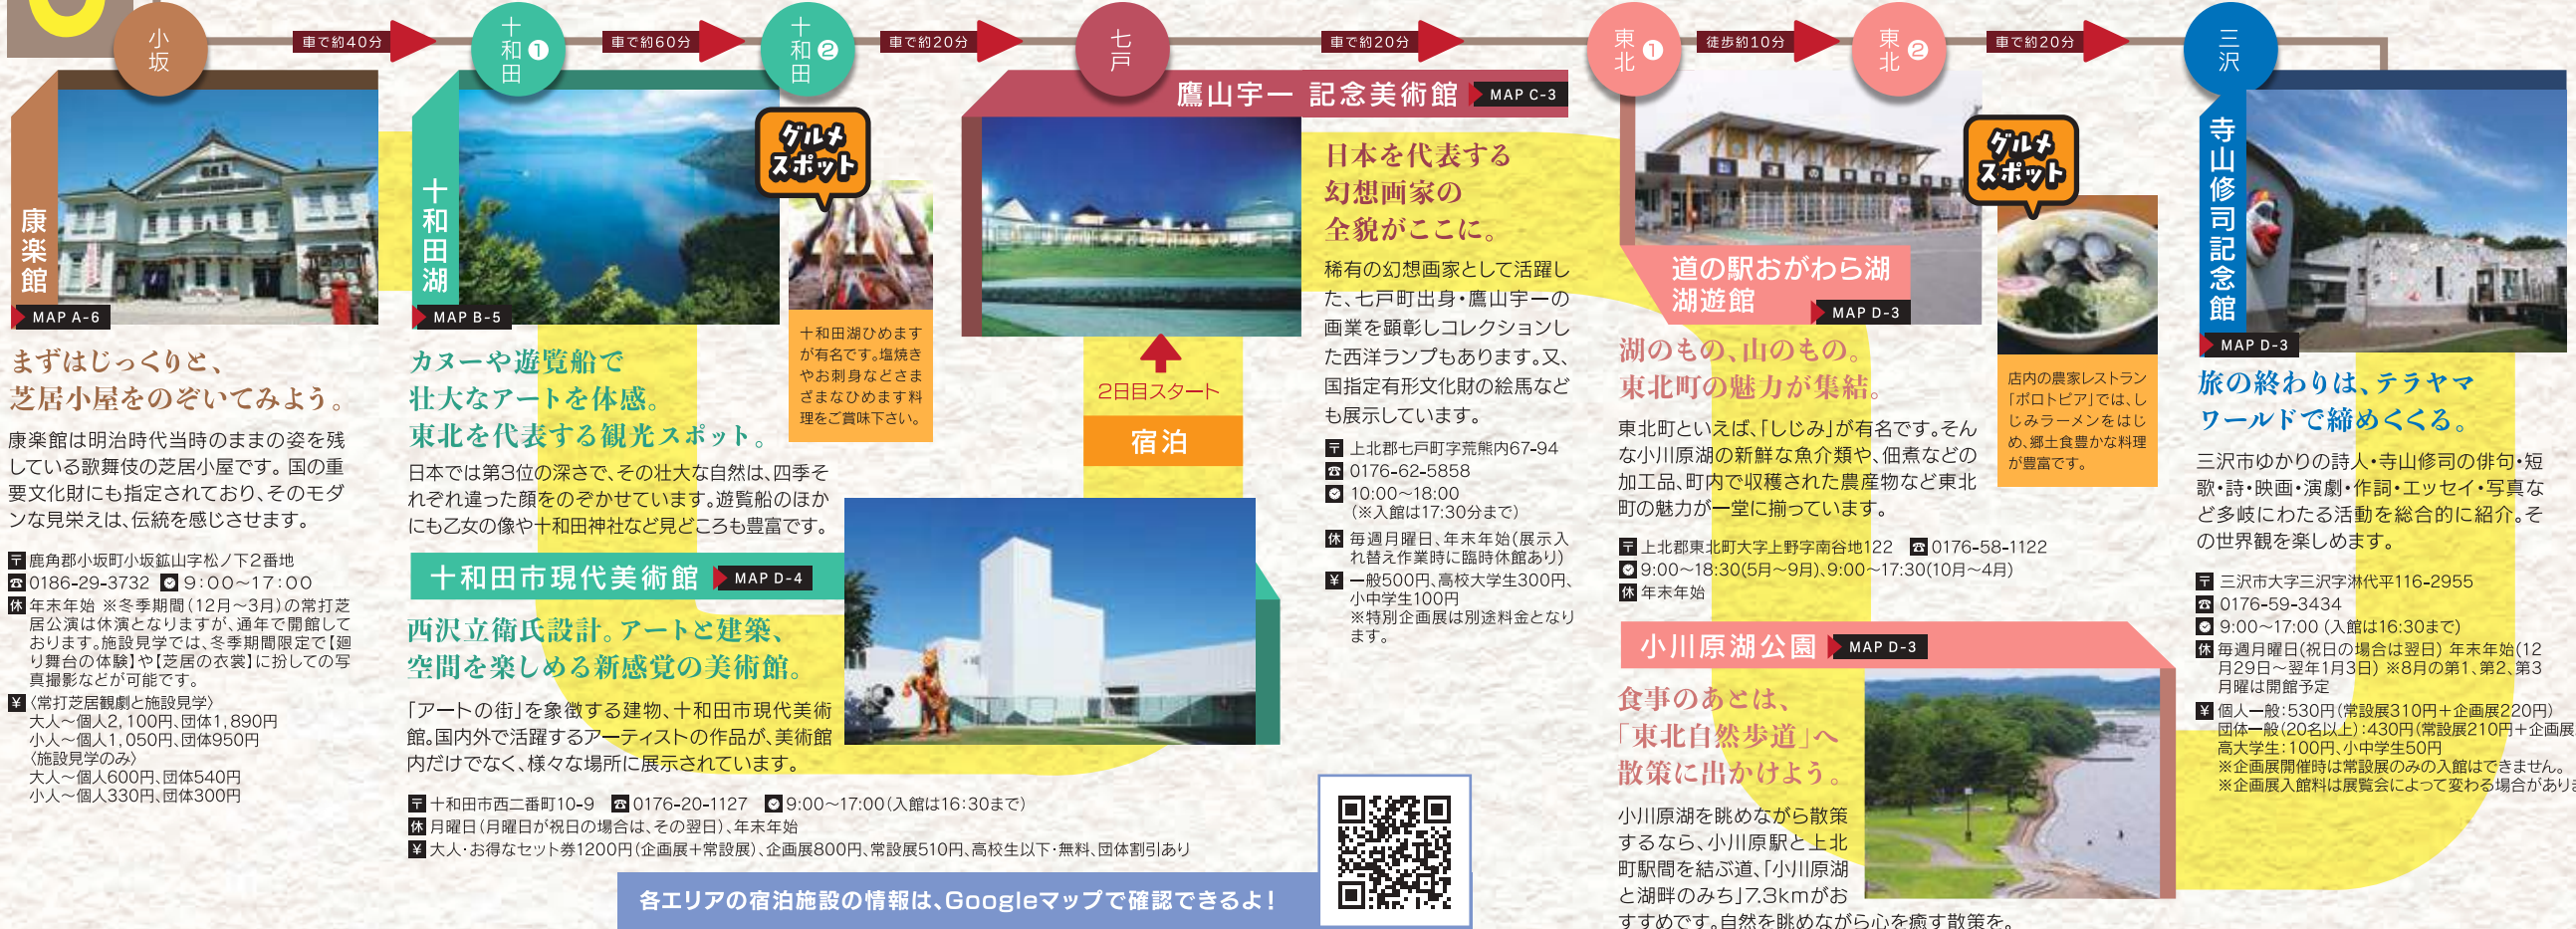 小坂
車で約40分
十和田❶
車で約60分
十和田❷
車で約20分
七戸
車で約20分
東北❶
徒歩約10分
東北❷
車で約20分
三沢
康楽館
MAP A-6
まずはじっくりと、
芝居小屋をのぞいてみよう。
康楽館は明治時代当時のままの姿を残
している歌舞伎の芝居小屋です。国の重
要文化財にも指定されており、そのモダ
ンな見栄えは、伝統を感じさせます。
〒 鹿角郡小坂町小坂鉱山字松ノ下2番地
☎ 0186-29-3732 9:00～17:00
休 年末年始 ※冬季期間(12月～3月)の常打芝
居公演は休演となりますが、通年で開館して
おります。施設見学では、冬季期間限定で【廻
り舞台の体験】や【芝居の衣裳】に扮しての写
真撮影などが可能です。
¥ 〈常打芝居観劇と施設見学〉
大人～個人2,100円、団体1,890円
小人～個人1,050円、団体950円
〈施設見学のみ〉
大人～個人600円、団体540円
小人～個人330円、団体300円
十和田湖
MAP B-5
グルメ
スポット
十和田湖ひめます
が有名です。塩焼き
やお刺身などさま
ざまなひめます料
理をご賞味下さい。
カヌーや遊覧船で
壮大なアートを体感。
東北を代表する観光スポット。
日本では第3位の深さで、その壮大な自然は、四季そ
れぞれ違った顔をのぞかせています。遊覧船のほか
にも乙女の像や十和田神社など見どころも豊富です。
十和田市現代美術館
MAP D-4
西沢立衛氏設計。アートと建築、
空間を楽しめる新感覚の美術館。
「アートの街」を象徴する建物、十和田市現代美術
館。国内外で活躍するアーティストの作品が、美術館
内だけでなく、様々な場所に展示されています。
〒 十和田市西二番町10-9 ☎ 0176-20-1127 9:00～17:00(入館は16:30まで)
休 月曜日(月曜日が祝日の場合は、その翌日)、年末年始
¥ 大人・お得なセット券1200円(企画展+常設展)、企画展800円、常設展510円、高校生以下・無料、団体割引あり
鷹山宇一 記念美術館
MAP C-3
2日目スタート
宿泊
日本を代表する
幻想画家の
全貌がここに。
稀有の幻想画家として活躍し
た、七戸町出身・鷹山宇一の
画業を顕彰しコレクションし
た西洋ランプもあります。又、
国指定有形文化財の絵馬など
も展示しています。
〒 上北郡七戸町字荒熊内67-94
☎ 0176-62-5858
10:00～18:00
(※入館は17:30分まで)
休 毎週月曜日、年末年始(展示入
れ替え作業時に臨時休館あり)
¥ 一般500円、高校大学生300円、
小中学生100円
※特別企画展は別途料金となり
ます。
各エリアの宿泊施設の情報は、Googleマップで確認できるよ!
道の駅おがわら湖
湖遊館
MAP D-3
グルメ
スポット
店内の農家レストラン
「ポロトピア」では、し
じみラーメンをはじ
め、郷土食豊かな料理
が豊富です。
湖のもの、山のもの。
東北町の魅力が集結。
東北町といえば、「しじみ」が有名です。そん
な小川原湖の新鮮な魚介類や、佃煮などの
加工品、町内で収穫された農産物など東北
町の魅力が一堂に揃っています。
〒 上北郡東北町大字上野字南谷地122 ☎ 0176-58-1122
9:00～18:30(5月～9月)、9:00～17:30(10月～4月)
休 年末年始
小川原湖公園
MAP D-3
食事のあとは、
「東北自然歩道」へ
散策に出かけよう。
小川原湖を眺めながら散策
するなら、小川原駅と上北
町駅間を結ぶ道、「小川原湖
と湖畔のみち」7.3kmがお
すすめです。自然を眺めながら心を癒す散策を。
寺山修司記念館
MAP D-3
旅の終わりは、テラヤマ
ワールドで締めくくる。
三沢市ゆかりの詩人・寺山修司の俳句・短
歌・詩・映画・演劇・作詞・エッセイ・写真な
ど多岐にわたる活動を総合的に紹介。そ
の世界観を楽しめます。
〒 三沢市大字三沢字淋代平116-2955
☎ 0176-59-3434
9:00～17:00 (入館は16:30まで)
休 毎週月曜日(祝日の場合は翌日) 年末年始(12
月29日～翌年1月3日) ※8月の第1、第2、第3
月曜は開館予定
¥ 個人一般:530円(常設展310円+企画展220円)
団体一般(20名以上):430円(常設展210円+企画展
高大学生:100円、小中学生50円
※企画展開催時は常設展のみの入館はできません。
※企画展入館料は展覧会によって変わる場合があり